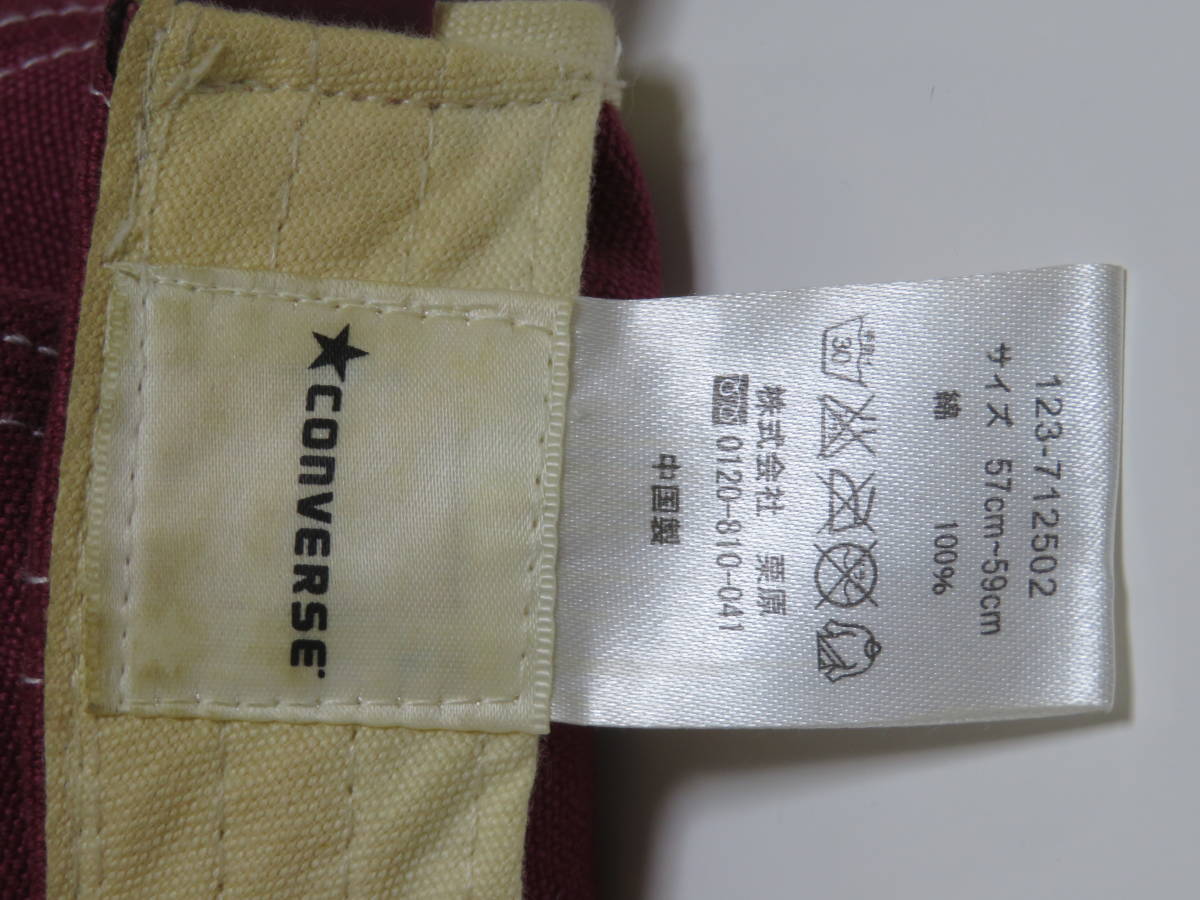 CONVERSE
123-712502
サイズ 57cm~59cm
綿 100%
30
株式会社 栗原
0120-810-041
中国製